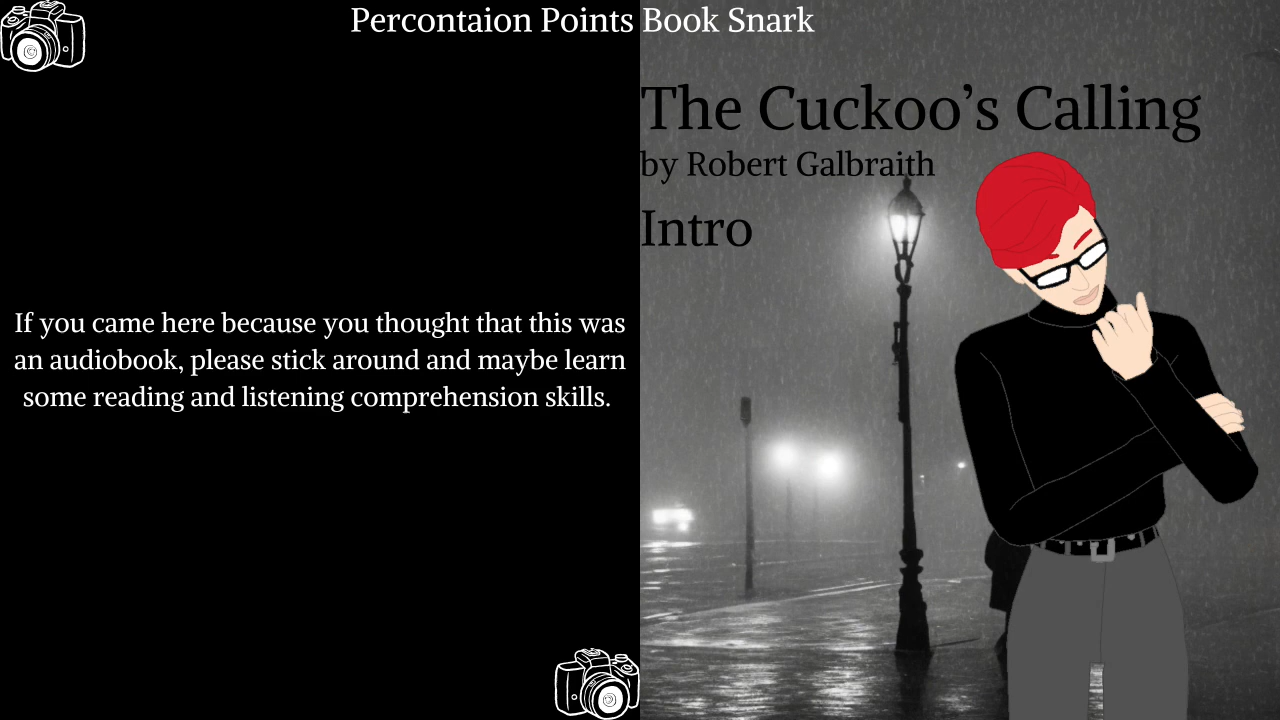 Percontaion Points Book Snark
The Cuckoo’s Calling
by Robert Galbraith
Intro
If you came here because you thought that this was
an audiobook, please stick around and maybe learn
some reading and listening comprehension skills.